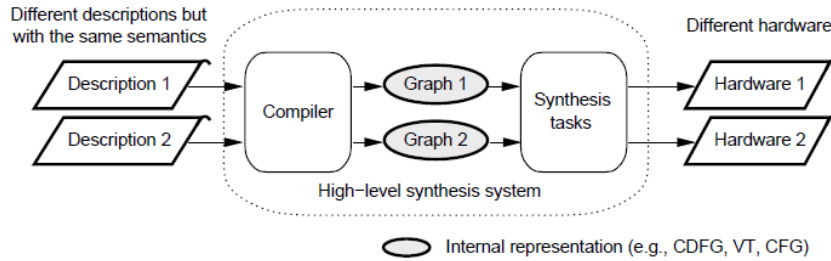 Different descriptions but
with the same semantics
Different hardware
Description 1
Graph 1
Hardware 1
Compiler
Synthesis
tasks
Description 2
Graph 2
Hardware 2
High-level synthesis system
Internal representation (e.g., CDFG, VT, CFG)